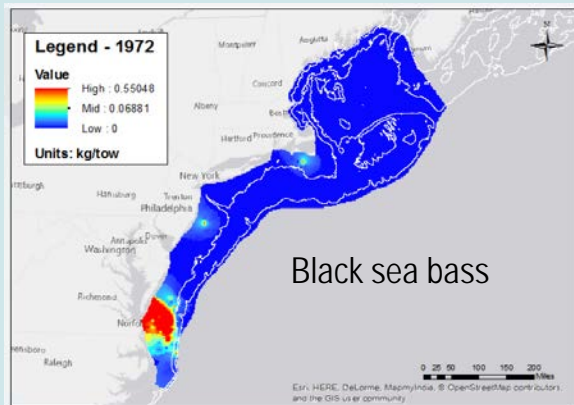 Legend - 1972
Value
High : 0.55048
Mid : 0.06881
Low : 0
Units: kg/tow
N
Montpelier
Augusta
Concord
Albany
Hartford Providence
New York
Harrisburg
Trenton
Philadelphia
Dover
Annapolis
Washington
Richmond
Norfolk
Raleigh
Black sea bass
0 25 50 100 150 200
Miles
Esri, HERE, DeLorme, MapmyIndia, © OpenStreetMap contributors,
and the GIS user community